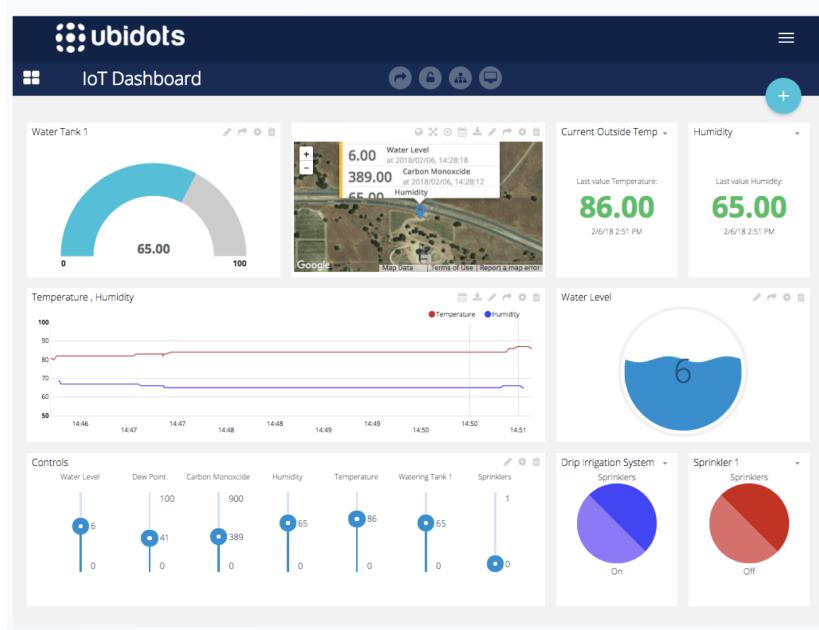 ubidots
IoT Dashboard
+
Water Tank 1
65.00
0
100
+
−
6.00 Water Level
at 2018/02/06, 14:28:18
389.00 Carbon Monoxcide
at 2018/02/06, 14:28:12
65.00 Humidity
Google
Map Data
Terms of Use
Report a map error
Current Outside Temp
Last value Temperature:
86.00
2/6/18 2:51 PM
Humidity
Last value Humidity:
65.00
2/6/18 2:51 PM
Temperature , Humidity
Temperature Humidity
100
90
80
70
60
50
14:46 14:47 14:47 14:48 14:48 14:49 14:49 14:50 14:50 14:51
Water Level
6
Controls
Water Level Dew Point Carbon Monoxcide Humidity Temperature Watering Tank 1 Sprinklers
100 900 1
6 41 389 65 86 65 0
0 0 0 0 0 0
Drip Irrigation System
Sprinklers
On
Sprinkler 1
Sprinklers
Off